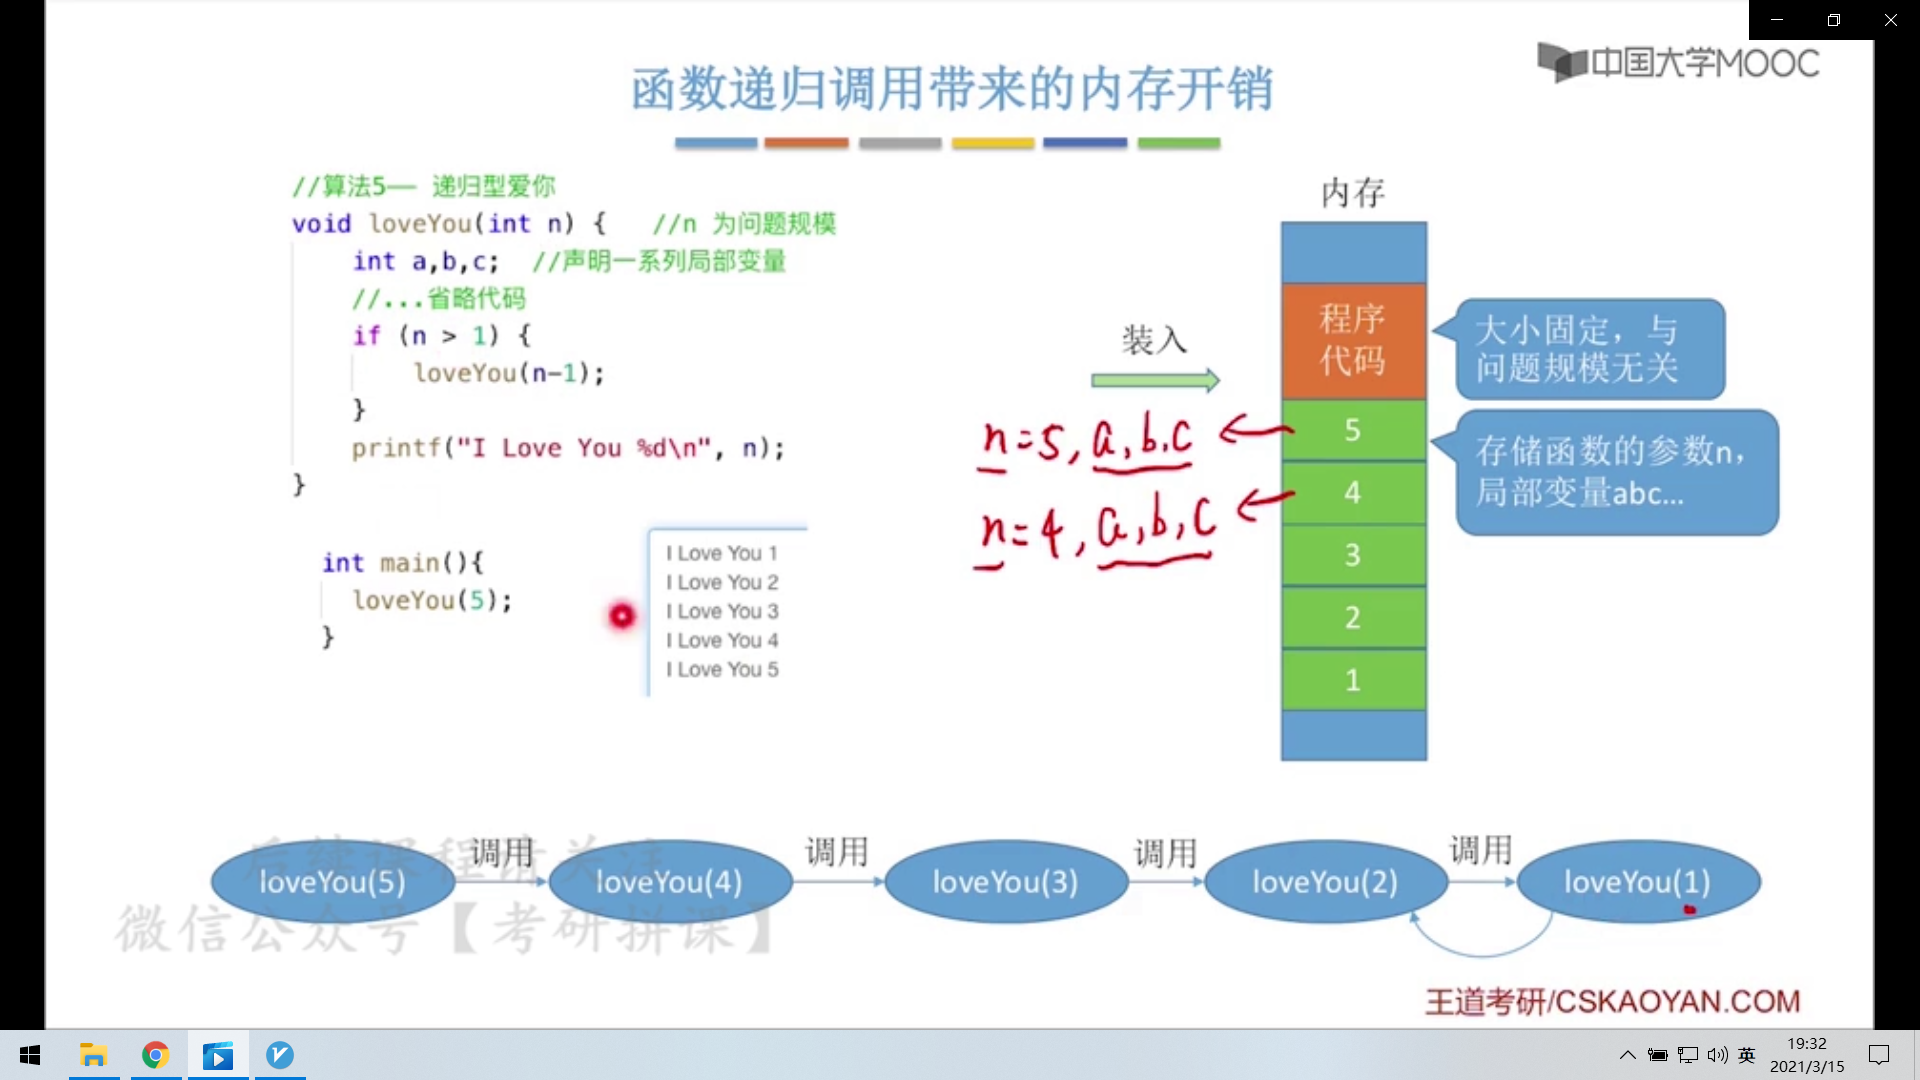 中国大学MOOC
函数递归调用带来的内存开销
//算法5—— 递归型爱你
void loveYou(int n) {   //n 为问题规模
int a,b,c;  //声明一系列局部变量
//...省略代码
if (n > 1) {
loveYou(n-1);
}
printf("I Love You %d\n", n);
}
int main(){
loveYou(5);
}
I Love You 1
I Love You 2
I Love You 3
I Love You 4
I Love You 5
内存
装入
程序
代码
大小固定，与
问题规模无关
5
4
3
2
1
存储函数的参数n，
局部变量abc...
n=5, a, b, c
n=4, a, b, c
loveYou(5)
调用
loveYou(4)
调用
loveYou(3)
调用
loveYou(2)
调用
loveYou(1)
后续课程请关注
微信公众号【考研拼课】
王道考研/CSKAOYAN.COM
英
19:32
2021/3/15